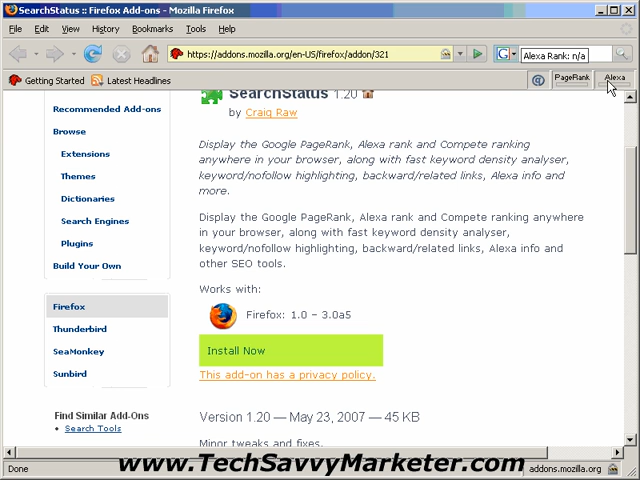 SearchStatus :: Firefox Add-ons - Mozilla Firefox
File Edit View History Bookmarks Tools Help
https://addons.mozilla.org/en-US/firefox/addon/321
G
Alexa Rank: n/a
Getting Started Latest Headlines
@ PageRank Alexa
SearchStatus 1.20
by Craig Raw
Display the Google PageRank, Alexa rank and Compete ranking
anywhere in your browser, along with fast keyword density analyser,
keyword/nofollow highlighting, backward/related links, Alexa info and
more.
Display the Google PageRank, Alexa rank and Compete ranking anywhere
in your browser, along with fast keyword density analyser,
keyword/nofollow highlighting, backward/related links, Alexa info and
other SEO tools.
Works with:
Firefox: 1.0 – 3.0a5
Install Now
This add-on has a privacy policy.
Version 1.20 — May 23, 2007 — 45 KB
Minor tweaks and fixes.
Recommended Add-ons
Browse
Extensions
Themes
Dictionaries
Search Engines
Plugins
Build Your Own
Firefox
Thunderbird
SeaMonkey
Sunbird
Find Similar Add-Ons
Search Tools
Done
addons.mozilla.org
www.TechSavvyMarketer.com